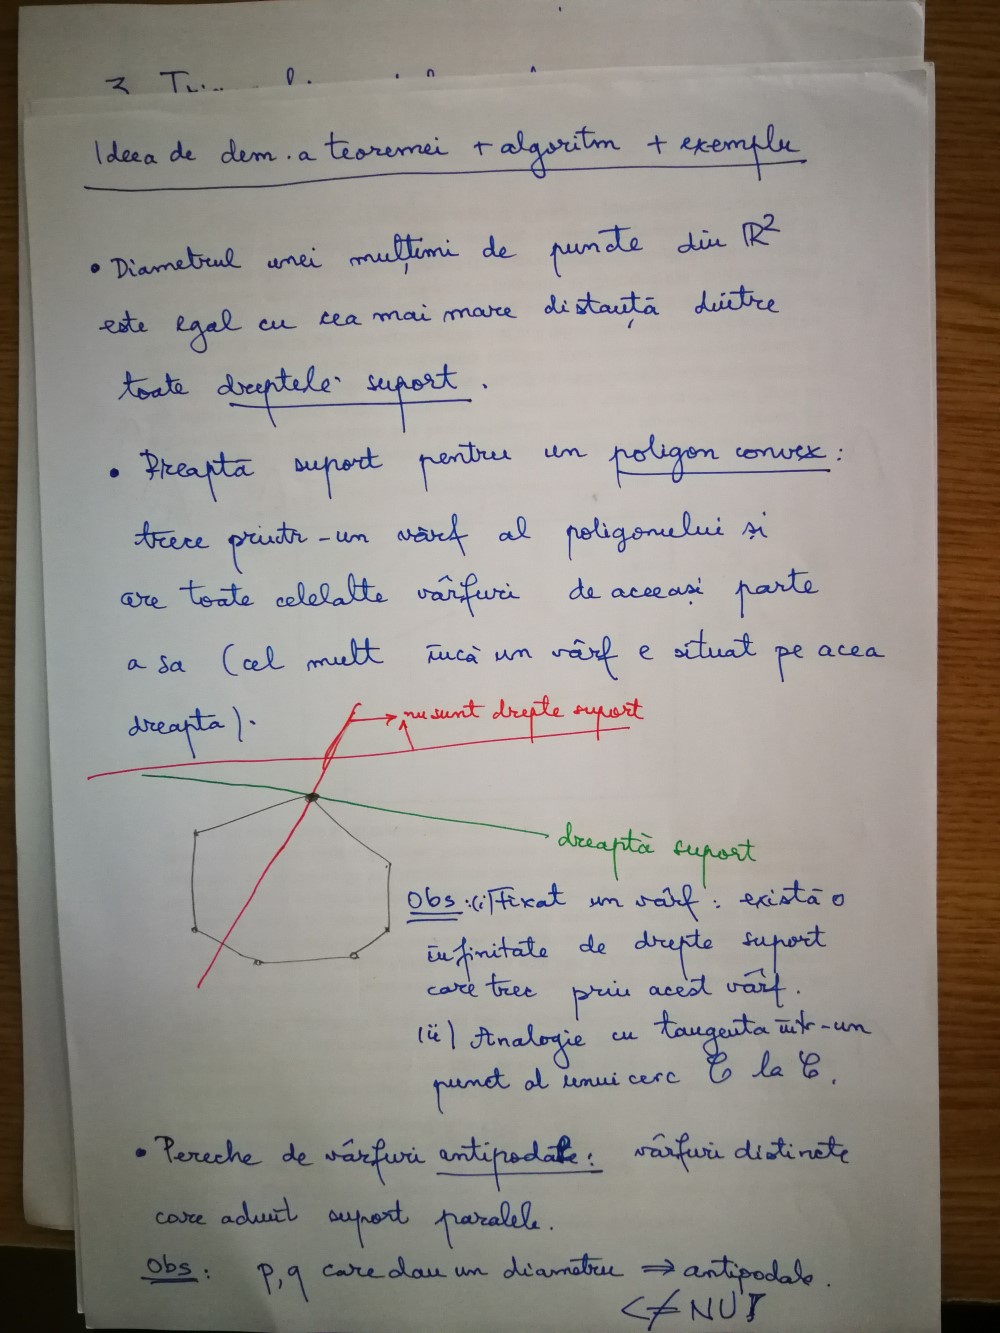 3.
Ideea de dem. a teoremei + algoritm + exemplu
• Diametrul unei mulțimi de puncte din ℝ²
este egal cu cea mai mare distanță dintre
toate dreptele suport.
• Dreaptă suport pentru un poligon convex:
trece printr-un vârf al poligonului și
are toate celelalte vârfuri de aceeași parte
a sa (cel mult încă un vârf e situat pe acea
dreapta).
nu sunt drepte suport
dreaptă suport
Obs: (i) Fixat un vârf: există o
infinitate de drepte suport
care trec prin acest vârf.
(ii) Analogie cu tangenta într-un
punct al unui cerc C la C.
• Pereche de vârfuri antipodale: vârfuri distincte
care admit suport paralele.
Obs: p,q care dau un diametru ⇒ antipodale.
⇍ NU!